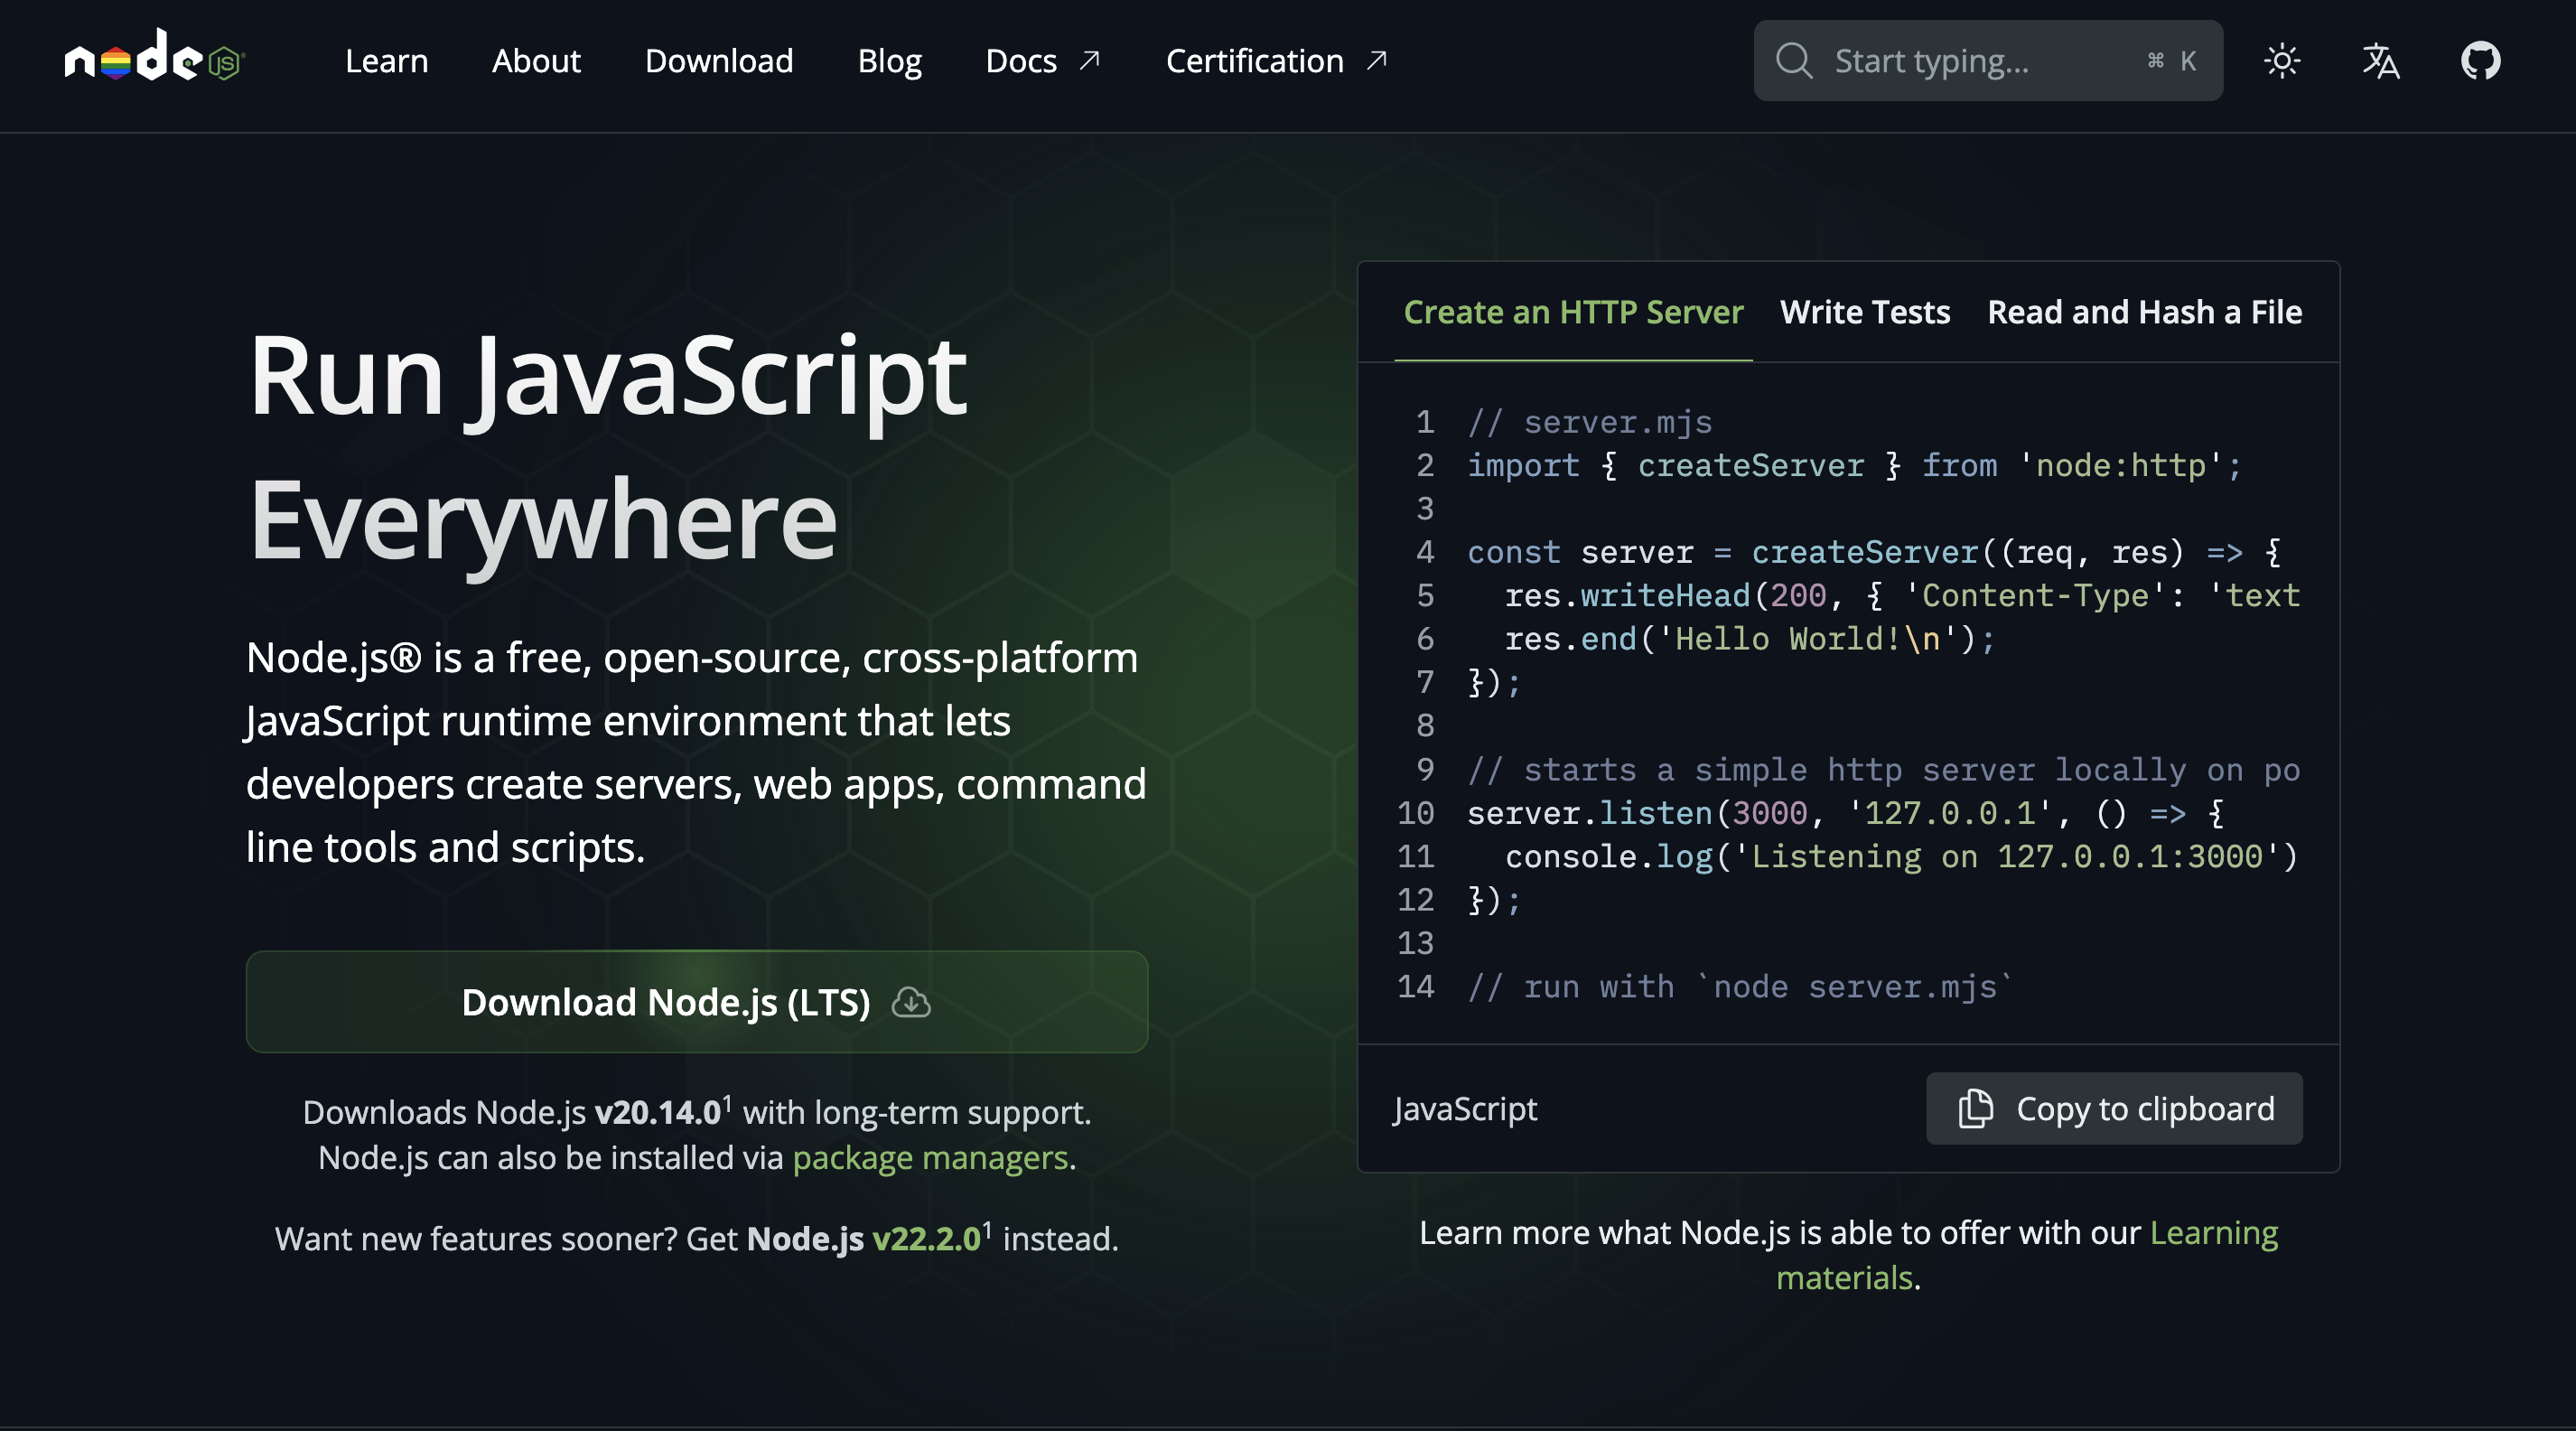 node JS
Learn
About
Download
Blog
Docs
Certification
Start typing...
⌘ K
Run JavaScript
Everywhere
Node.js® is a free, open-source, cross-platform
JavaScript runtime environment that lets
developers create servers, web apps, command
line tools and scripts.
Download Node.js (LTS)
Downloads Node.js v20.14.0¹ with long-term support.
Node.js can also be installed via package managers.
Want new features sooner? Get Node.js v22.2.0¹ instead.
Create an HTTP Server
Write Tests
Read and Hash a File
1 // server.mjs
2 import { createServer } from 'node:http';
3
4 const server = createServer((req, res) => {
5   res.writeHead(200, { 'Content-Type': 'text
6   res.end('Hello World!\n');
7 });
8
9 // starts a simple http server locally on po
10 server.listen(3000, '127.0.0.1', () => {
11   console.log('Listening on 127.0.0.1:3000')
12 });
13
14 // run with `node server.mjs`
JavaScript
Copy to clipboard
Learn more what Node.js is able to offer with our Learning
materials.